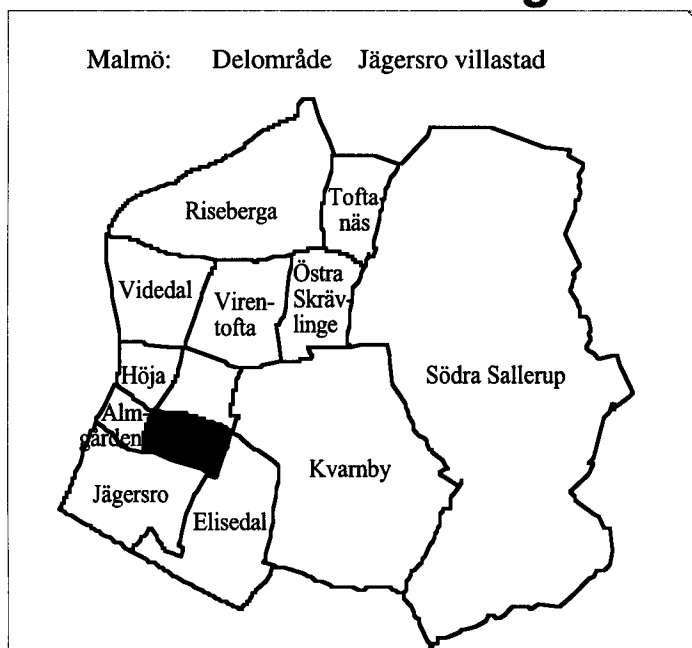 Malmö: Delområde Jägersro villastad
Riseberga
Tofta-
näs
Videdal
Viren-
tofta
Östra
Skräv-
linge
Höja
Alm-
gården
Södra Sallerup
Kvarnby
Jägersro
Elisedal